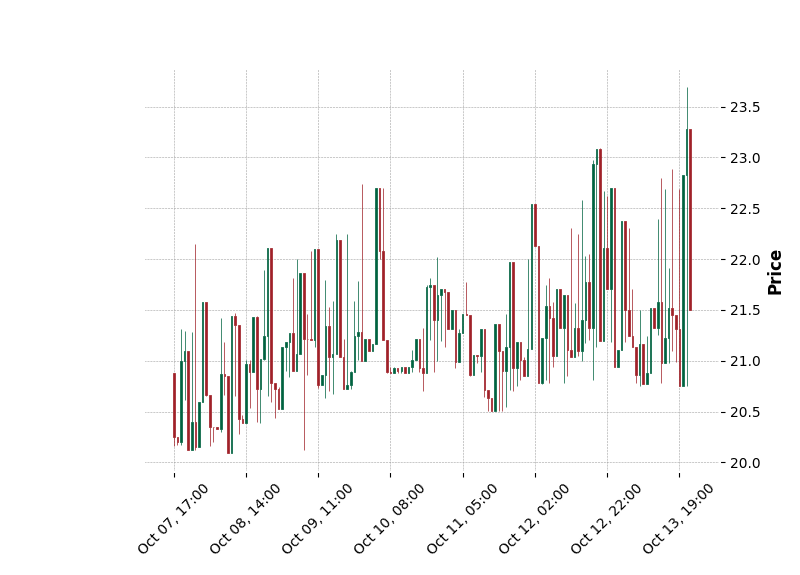 23.5
23.0
22.5
22.0
21.5
21.0
20.5
20.0
Price
Oct 07, 17:00
Oct 08, 14:00
Oct 09, 11:00
Oct 10, 08:00
Oct 11, 05:00
Oct 12, 02:00
Oct 12, 22:00
Oct 13, 19:00